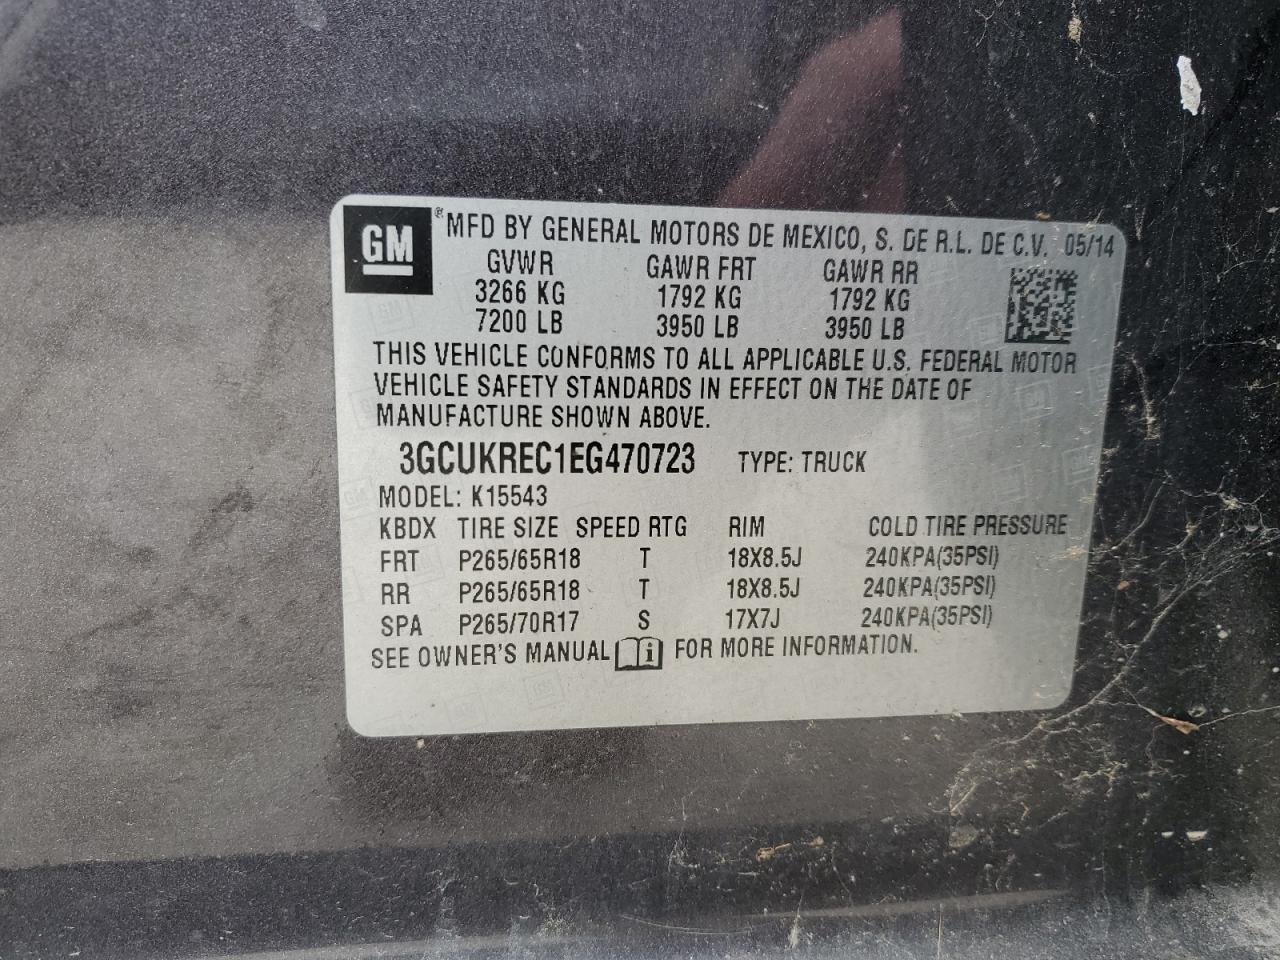 GM
® MFD BY GENERAL MOTORS DE MEXICO, S. DE R.L. DE C.V. 05/14
GVWR GAWR FRT GAWR RR
3266 KG 1792 KG 1792 KG
7200 LB 3950 LB 3950 LB
THIS VEHICLE CONFORMS TO ALL APPLICABLE U.S. FEDERAL MOTOR
VEHICLE SAFETY STANDARDS IN EFFECT ON THE DATE OF
MANUFACTURE SHOWN ABOVE.
3GCUKREC1EG470723 TYPE: TRUCK
MODEL: K15543
KBDX TIRE SIZE SPEED RTG RIM COLD TIRE PRESSURE
FRT P265/65R18 T 18X8.5J 240KPA(35PSI)
RR P265/65R18 T 18X8.5J 240KPA(35PSI)
SPA P265/70R17 S 17X7J 240KPA(35PSI)
SEE OWNER'S MANUAL i FOR MORE INFORMATION.